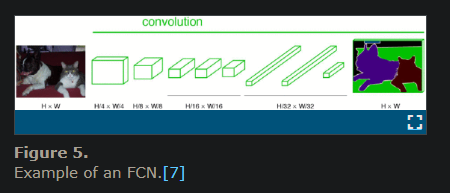 convolution
H × W
H/4 × W/4
H/8 × W/8
H/16 × W/16
H/32 × W/32
H × W
Figure 5.
Example of an FCN.[7]